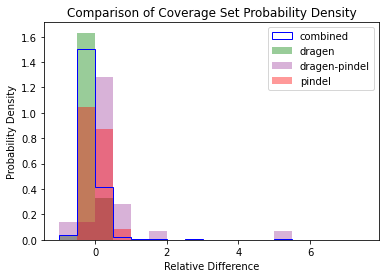 Comparison of Coverage Set Probability Density
combined
dragen
dragen-pindel
pindel
Probability Density
1.6
1.4
1.2
1.0
0.8
0.6
0.4
0.2
0.0
0 2 4 6
Relative Difference